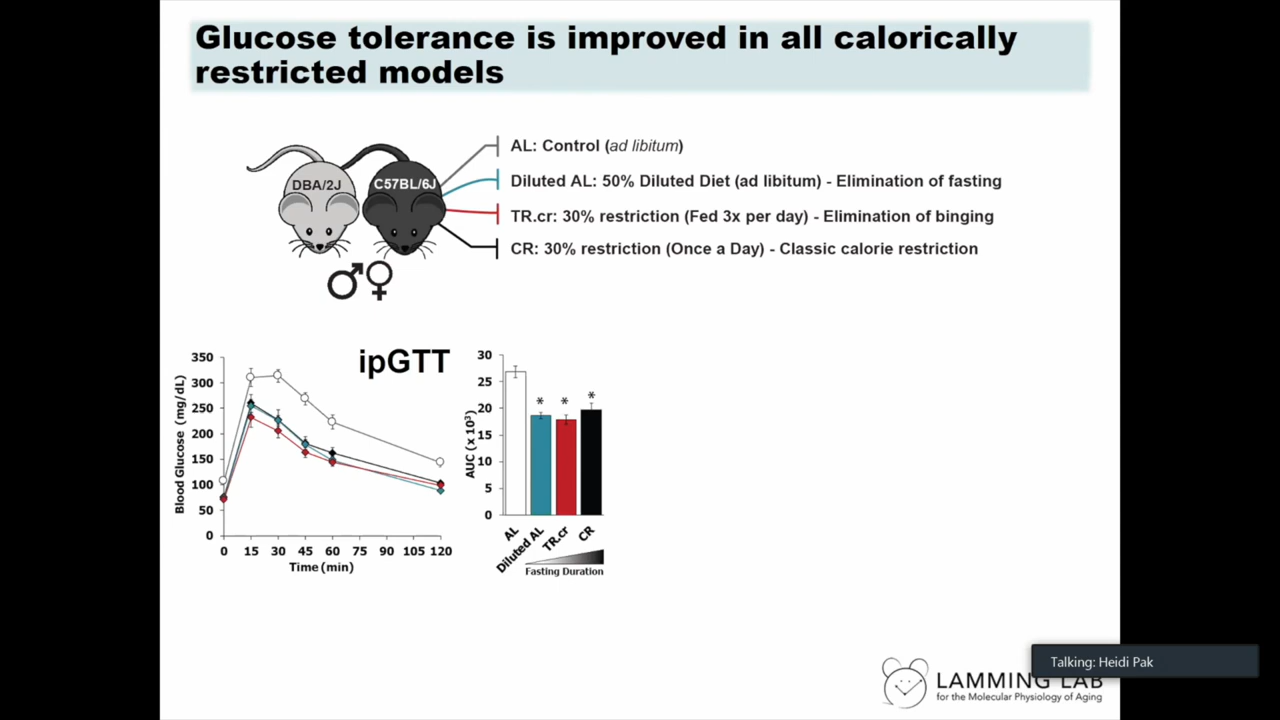 Glucose tolerance is improved in all calorically
restricted models
DBA/2J
C57BL/6J
AL: Control (ad libitum)
Diluted AL: 50% Diluted Diet (ad libitum) - Elimination of fasting
TR.cr: 30% restriction (Fed 3x per day) - Elimination of binging
CR: 30% restriction (Once a Day) - Classic calorie restriction
ipGTT
Blood Glucose (mg/dL)
350
300
250
200
150
100
50
0
0 15 30 45 60 75 90 105 120
Time (min)
AUC (x 10³)
30
25
20
15
10
5
0
* * *
AL
Diluted AL
TR.cr
CR
Fasting Duration
Talking: Heidi Pak
LAMMING LAB
for the Molecular Physiology of Aging